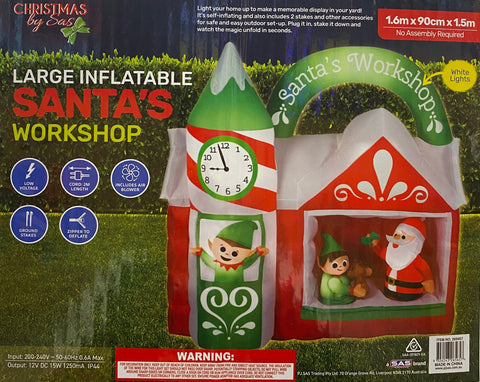 CHRISTMAS
by Sas
Light your home up to make a memorable display in your yard!
It's self-inflating and also includes 2 stakes and other accessories
for safe and easy outdoor set-up. Plug it in, stake it down and
watch the magic unfold in seconds.
1.6m x 90cm x 1.5m
No Assembly Required
LARGE INFLATABLE
SANTA'S
WORKSHOP
Santa's Workshop
White
Lights
LOW
VOLTAGE
CORD: 2M
LENGTH
INCLUDES AIR
BLOWER
GROUND
STAKES
ZIPPER TO
DEFLATE
Input: 200-240V ~ 50-60Hz 0.6A Max
Output: 12V DC 15W 1250mA IP44
WARNING:
SAS brand
MADE IN CHINA